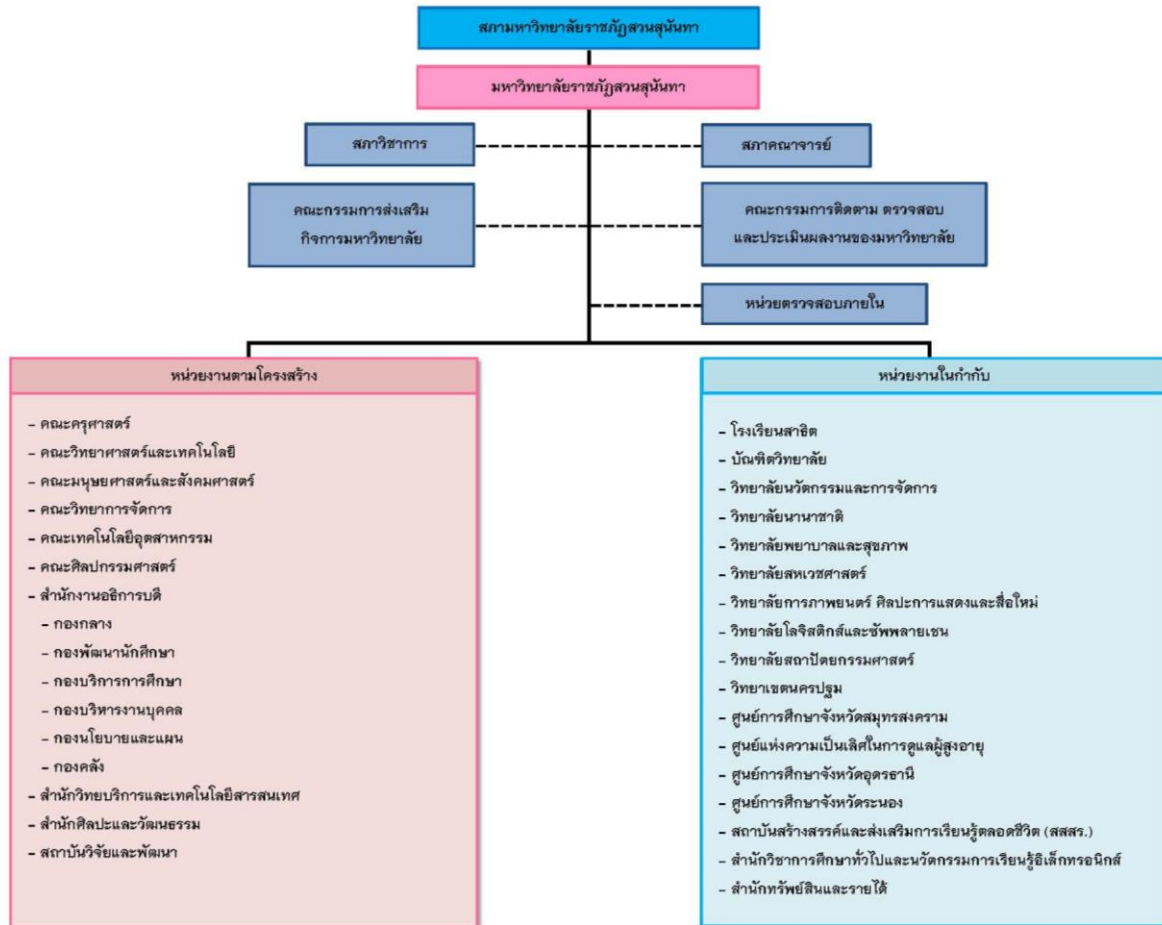 สภามหาวิทยาลัยราชภัฏสวนสุนันทา
มหาวิทยาลัยราชภัฏสวนสุนันทา
สภาวิชาการ
สภาคณาจารย์
คณะกรรมการส่งเสริม
กิจการมหาวิทยาลัย
คณะกรรมการติดตาม ตรวจสอบ
และประเมินผลงานของมหาวิทยาลัย
หน่วยตรวจสอบภายใน
หน่วยงานตามโครงสร้าง
- คณะครุศาสตร์
- คณะวิทยาศาสตร์และเทคโนโลยี
- คณะมนุษยศาสตร์และสังคมศาสตร์
- คณะวิทยาการจัดการ
- คณะเทคโนโลยีอุตสาหกรรม
- คณะศิลปกรรมศาสตร์
- สำนักงานอธิการบดี
- กองกลาง
- กองพัฒนานักศึกษา
- กองบริการการศึกษา
- กองบริหารงานบุคคล
- กองนโยบายและแผน
- กองคลัง
- สำนักวิทยบริการและเทคโนโลยีสารสนเทศ
- สำนักศิลปะและวัฒนธรรม
- สถาบันวิจัยและพัฒนา
หน่วยงานในกำกับ
- โรงเรียนสาธิต
- บัณฑิตวิทยาลัย
- วิทยาลัยนวัตกรรมและการจัดการ
- วิทยาลัยนานาชาติ
- วิทยาลัยพยาบาลและสุขภาพ
- วิทยาลัยสหเวชศาสตร์
- วิทยาลัยการภาพยนตร์ ศิลปะการแสดงและสื่อใหม่
- วิทยาลัยโลจิสติกส์และซัพพลายเชน
- วิทยาลัยสถาปัตยกรรมศาสตร์
- วิทยาเขตนครปฐม
- ศูนย์การศึกษาจังหวัดสมุทรสงคราม
- ศูนย์แห่งความเป็นเลิศในการดูแลผู้สูงอายุ
- ศูนย์การศึกษาจังหวัดอุดรธานี
- ศูนย์การศึกษาจังหวัดระนอง
- สถาบันสร้างสรรค์และส่งเสริมการเรียนรู้ตลอดชีวิต (สสสร.)
- สำนักวิชาการศึกษาทั่วไปและนวัตกรรมการเรียนรู้อิเล็กทรอนิกส์
- สำนักทรัพย์สินและรายได้